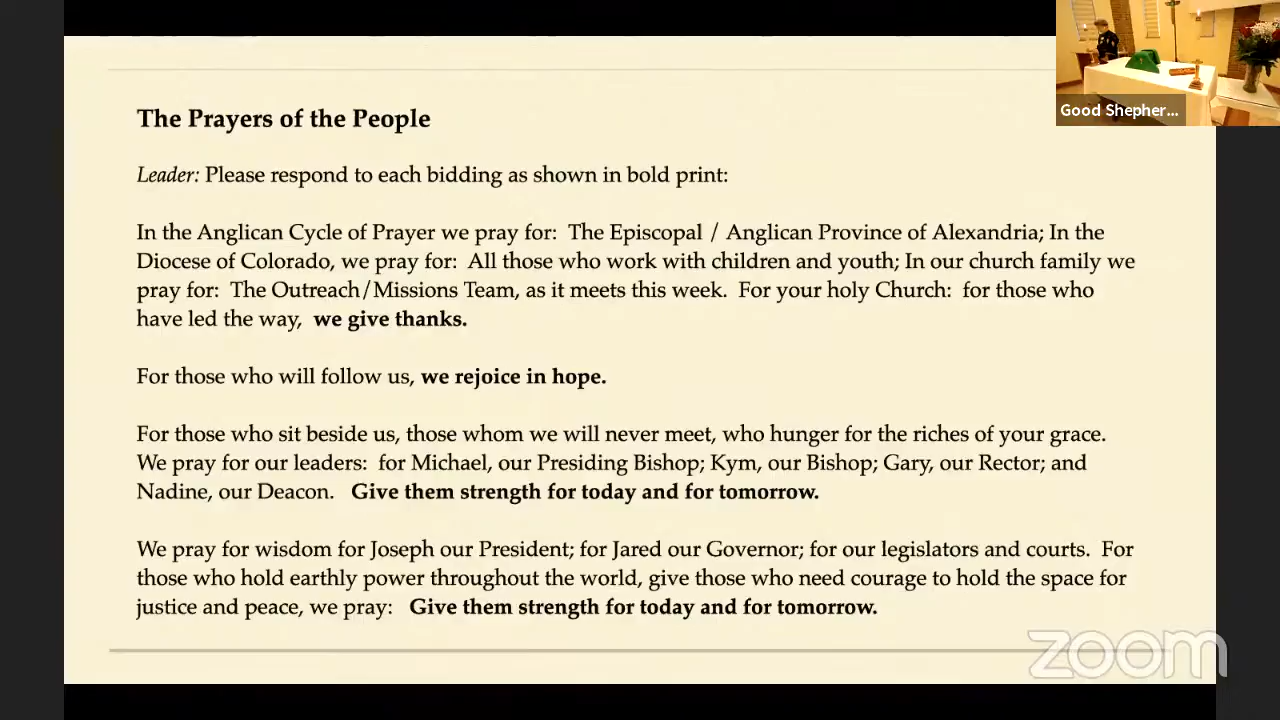 The Prayers of the People
Leader: Please respond to each bidding as shown in bold print:
In the Anglican Cycle of Prayer we pray for:  The Episcopal / Anglican Province of Alexandria; In the
Diocese of Colorado, we pray for:  All those who work with children and youth; In our church family we
pray for:  The Outreach/Missions Team, as it meets this week.  For your holy Church:  for those who
have led the way,  we give thanks.
For those who will follow us, we rejoice in hope.
For those who sit beside us, those whom we will never meet, who hunger for the riches of your grace.
We pray for our leaders:  for Michael, our Presiding Bishop; Kym, our Bishop; Gary, our Rector; and
Nadine, our Deacon.   Give them strength for today and for tomorrow.
We pray for wisdom for Joseph our President; for Jared our Governor; for our legislators and courts.  For
those who hold earthly power throughout the world, give those who need courage to hold the space for
justice and peace, we pray:   Give them strength for today and for tomorrow.
Good Shepher...
zoom